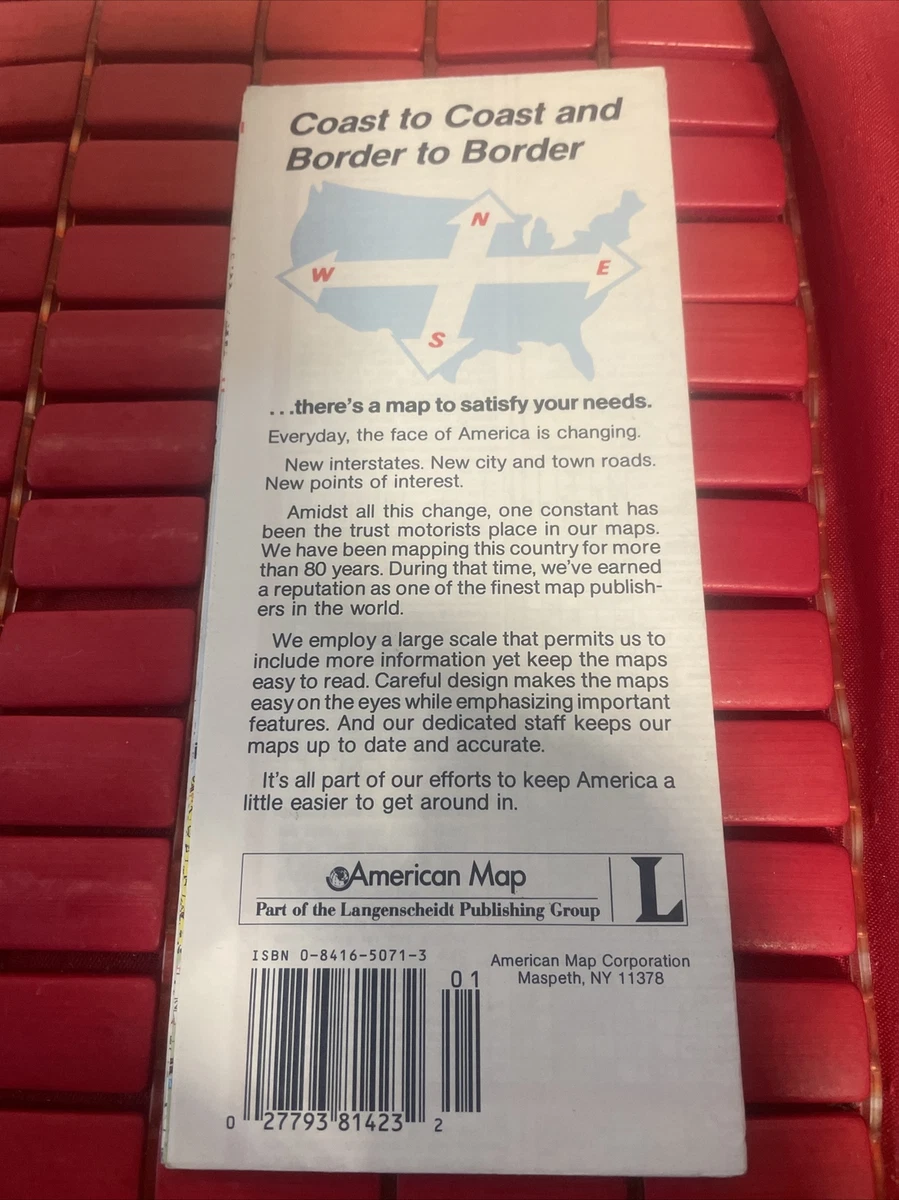 Coast to Coast and
Border to Border
N
W
E
S
...there's a map to satisfy your needs.
Everyday, the face of America is changing.
New interstates. New city and town roads.
New points of interest.
Amidst all this change, one constant has
been the trust motorists place in our maps.
We have been mapping this country for more
than 80 years. During that time, we've earned
a reputation as one of the finest map publish-
ers in the world.
We employ a large scale that permits us to
include more information yet keep the maps
easy to read. Careful design makes the maps
easy on the eyes while emphasizing important
features. And our dedicated staff keeps our
maps up to date and accurate.
It's all part of our efforts to keep America a
little easier to get around in.
American Map
Part of the Langenscheidt Publishing Group
L
ISBN 0-8416-5071-3
01
American Map Corporation
Maspeth, NY 11378
0 27793 81423 2